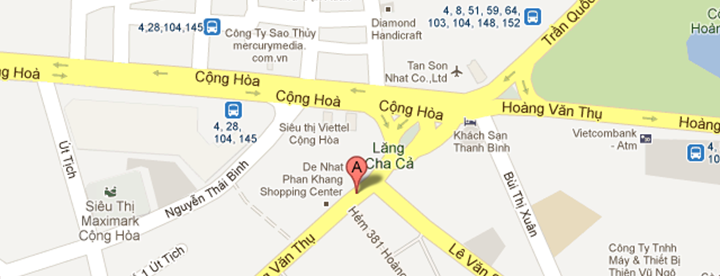 4,28,104,145
Công Ty Sao Thủy
mercurymedia.
com.vn
Diamond
Handicraft
4, 8, 51, 59, 64,
103, 104, 148, 152
Trần Quốc
Tan Son
Nhat Co.,Ltd
Cộng Hòa
Cộng Hoà
Cộng Hòa
Hoàng Văn Thụ
Hoàng
4, 28,
104, 145
Siêu thị Viettel
Cộng Hòa
Lăng
Cha Cả
Khách Sạn
Thanh Bình
Vietcombank -
Atm
4, 28
Út Tịch
De Nhat
Phan Khang
Shopping Center
A
Nguyễn Thái Bình
Bùi Thị Xuân
Siêu Thị
Maximark
Cộng Hòa
Hẻm 381 Hoàng
Út Tịch
Văn Thụ
Lê Văn
Công Ty Tnhh
Máy & Thiết Bị
Thiên Vũ Ngô